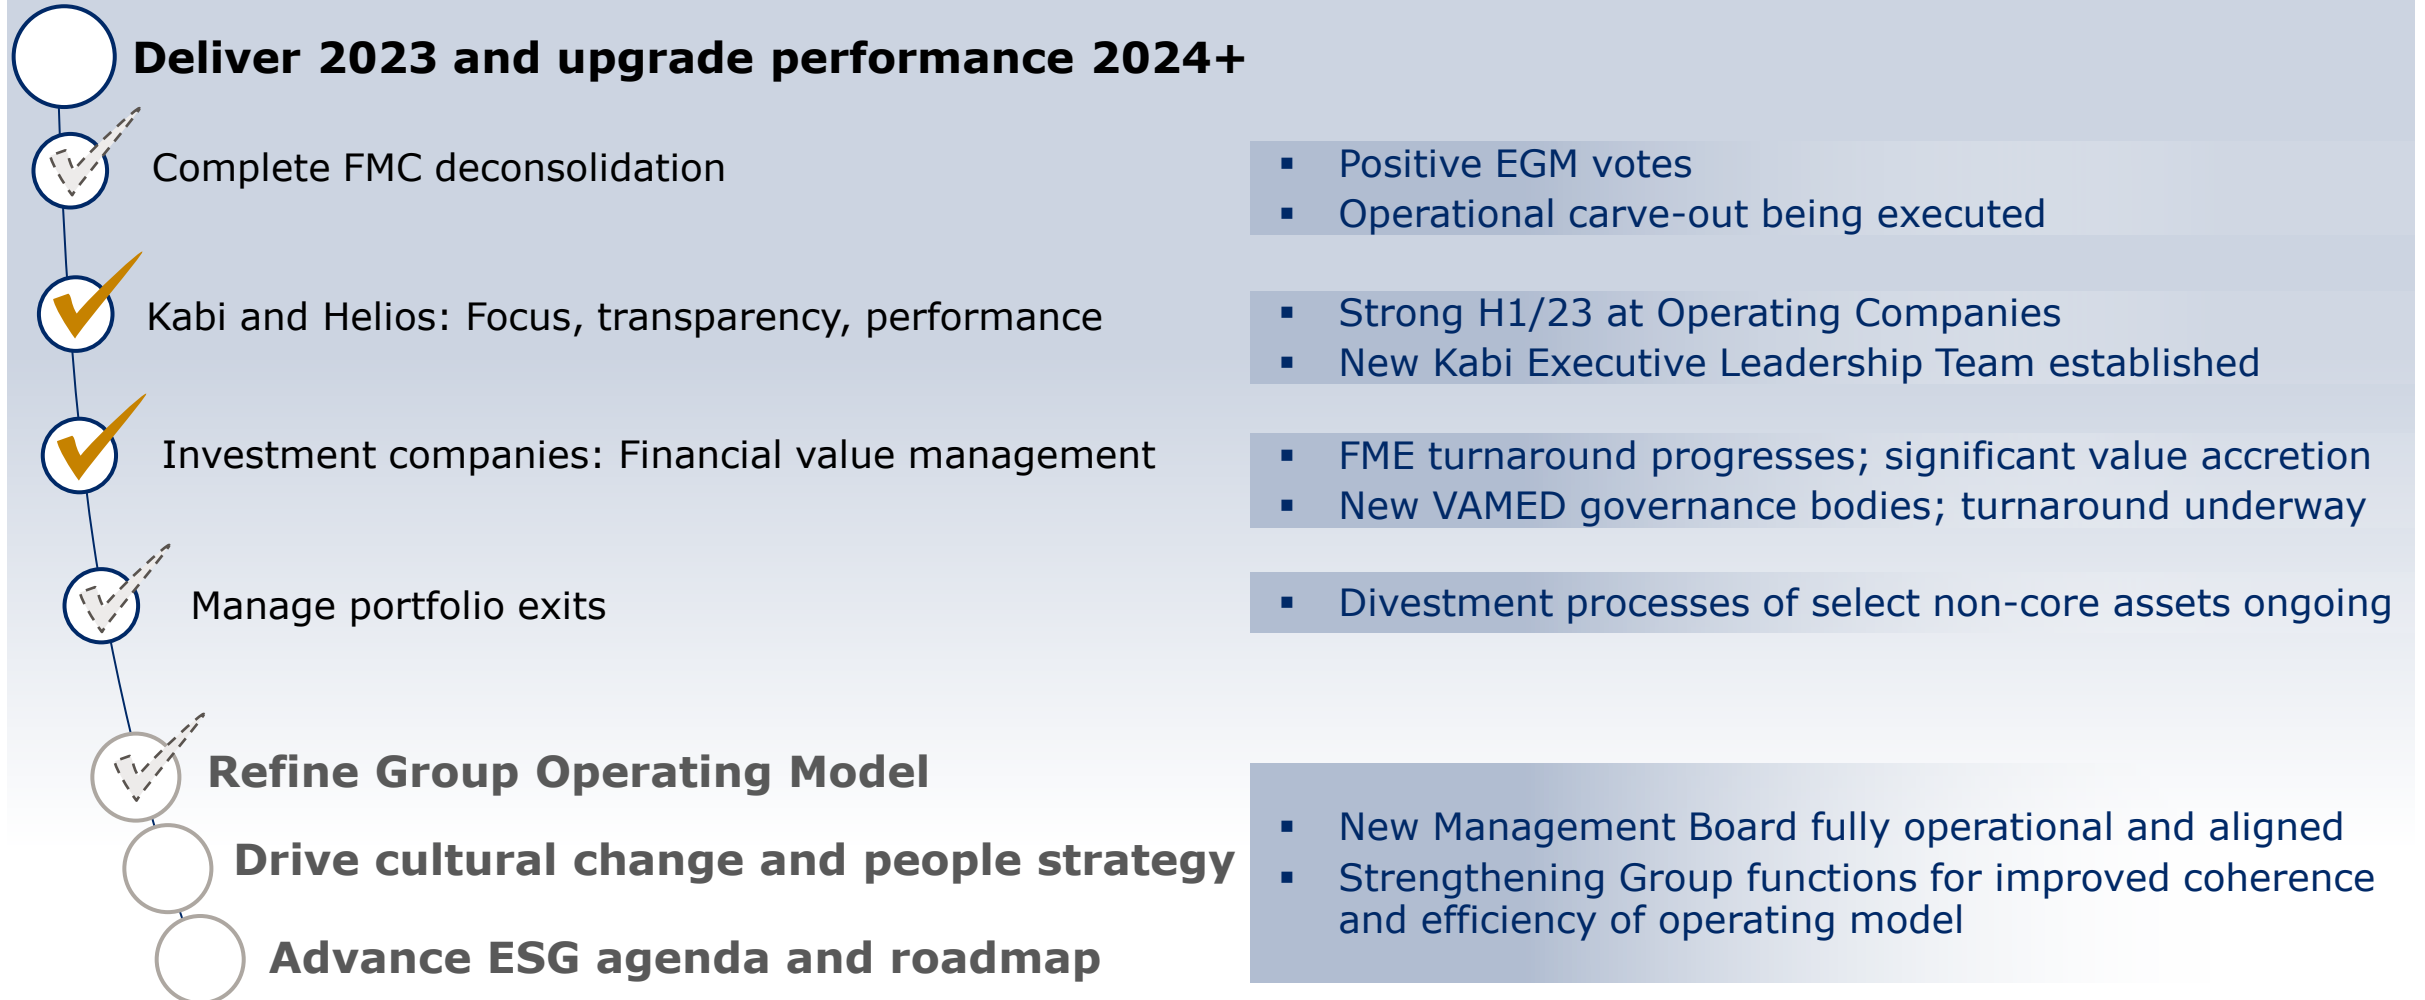 Deliver 2023 and upgrade performance 2024+
Complete FMC deconsolidation
▪ Positive EGM votes
▪ Operational carve-out being executed
Kabi and Helios: Focus, transparency, performance
▪ Strong H1/23 at Operating Companies
▪ New Kabi Executive Leadership Team established
Investment companies: Financial value management
▪ FME turnaround progresses; significant value accretion
▪ New VAMED governance bodies; turnaround underway
Manage portfolio exits
▪ Divestment processes of select non-core assets ongoing
Refine Group Operating Model
Drive cultural change and people strategy
Advance ESG agenda and roadmap
▪ New Management Board fully operational and aligned
▪ Strengthening Group functions for improved coherence
and efficiency of operating model